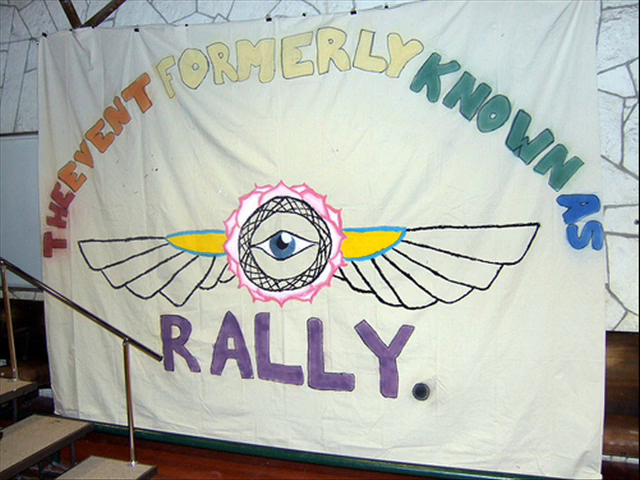 THE EVENT FORMERLY KNOWN AS
RALLY.